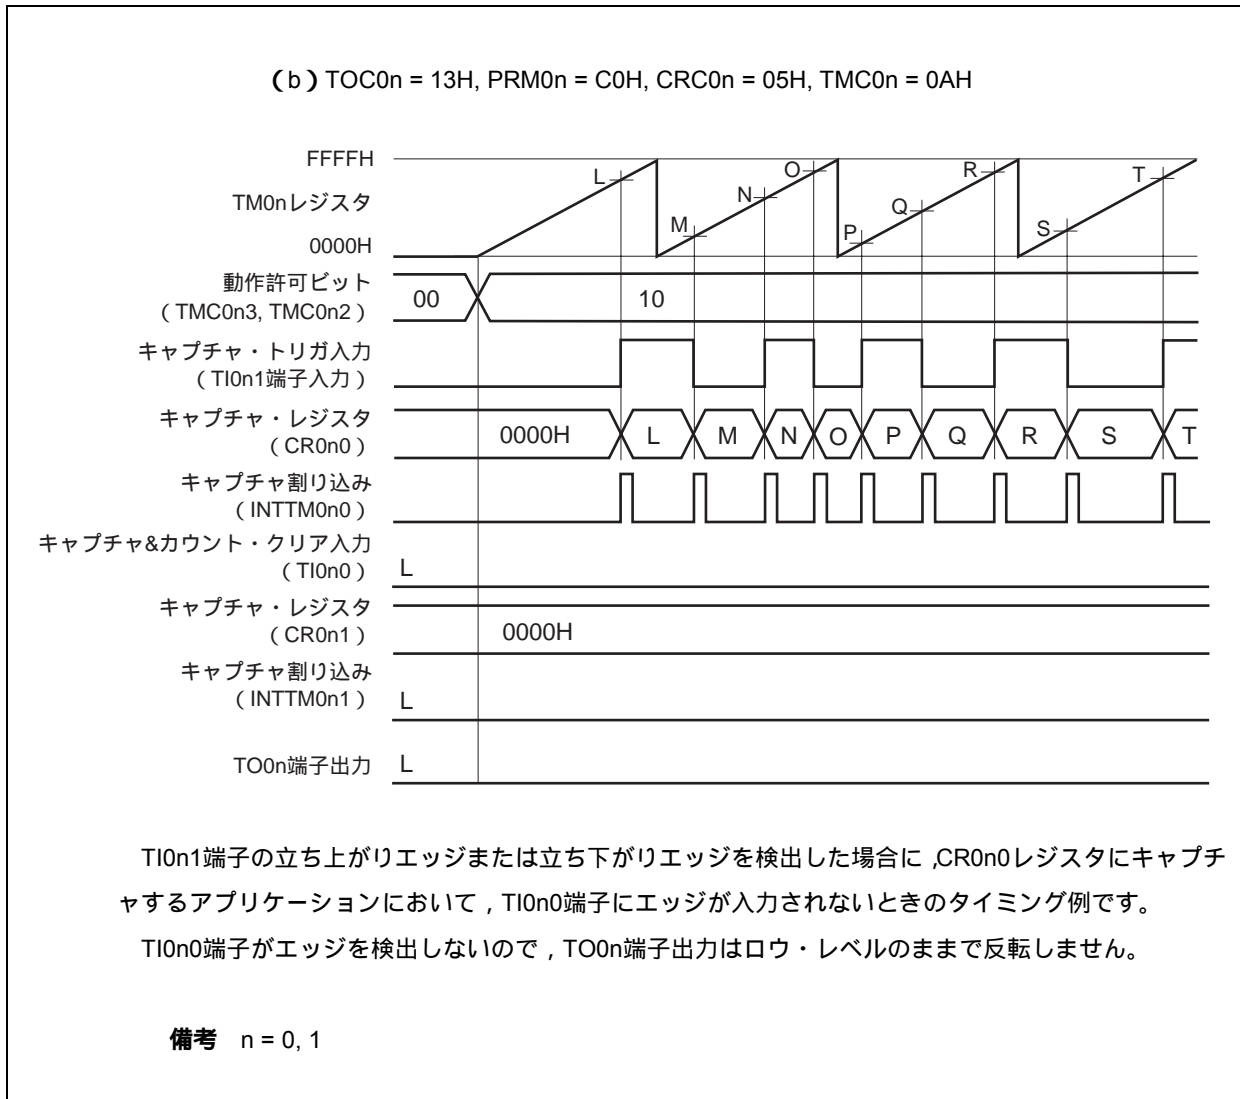 （b）TOC0n = 13H, PRM0n = C0H, CRC0n = 05H, TMC0n = 0AH
FFFFH
TM0nレジスタ
0000H
L
M
N
O
P
Q
R
S
T
動作許可ビット
（TMC0n3, TMC0n2）
00
10
キャプチャ・トリガ入力
（TI0n1端子入力）
キャプチャ・レジスタ
（CR0n0）
0000H
L
M
N
O
P
Q
R
S
T
キャプチャ割り込み
（INTTM0n0）
キャプチャ&カウント・クリア入力
（TI0n0）
L
キャプチャ・レジスタ
（CR0n1）
0000H
キャプチャ割り込み
（INTTM0n1）
L
TO0n端子出力
L
TI0n1端子の立ち上がりエッジまたは立ち下がりエッジを検出した場合に,CR0n0レジスタにキャプチ
ャするアプリケーションにおいて，TI0n0端子にエッジが入力されないときのタイミング例です。
TI0n0端子がエッジを検出しないので，TO0n端子出力はロウ・レベルのままで反転しません。
備考 n = 0, 1